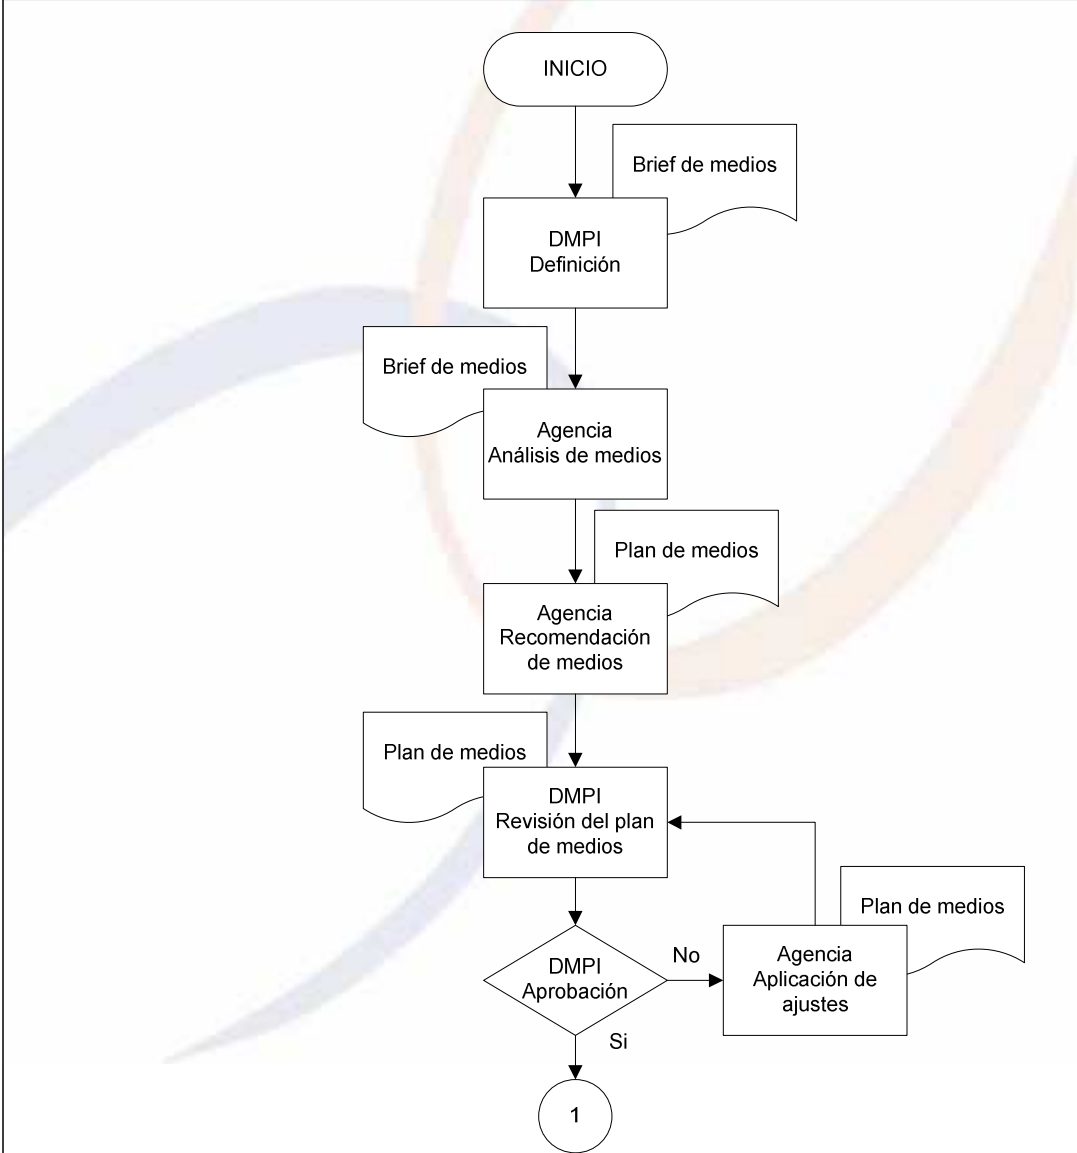 INICIO
Brief de medios
DMPI
Definición
Brief de medios
Agencia
Análisis de medios
Plan de medios
Agencia
Recomendación
de medios
Plan de medios
DMPI
Revisión del plan
de medios
Plan de medios
DMPI
Aprobación
No
Agencia
Aplicación de
ajustes
Si
1